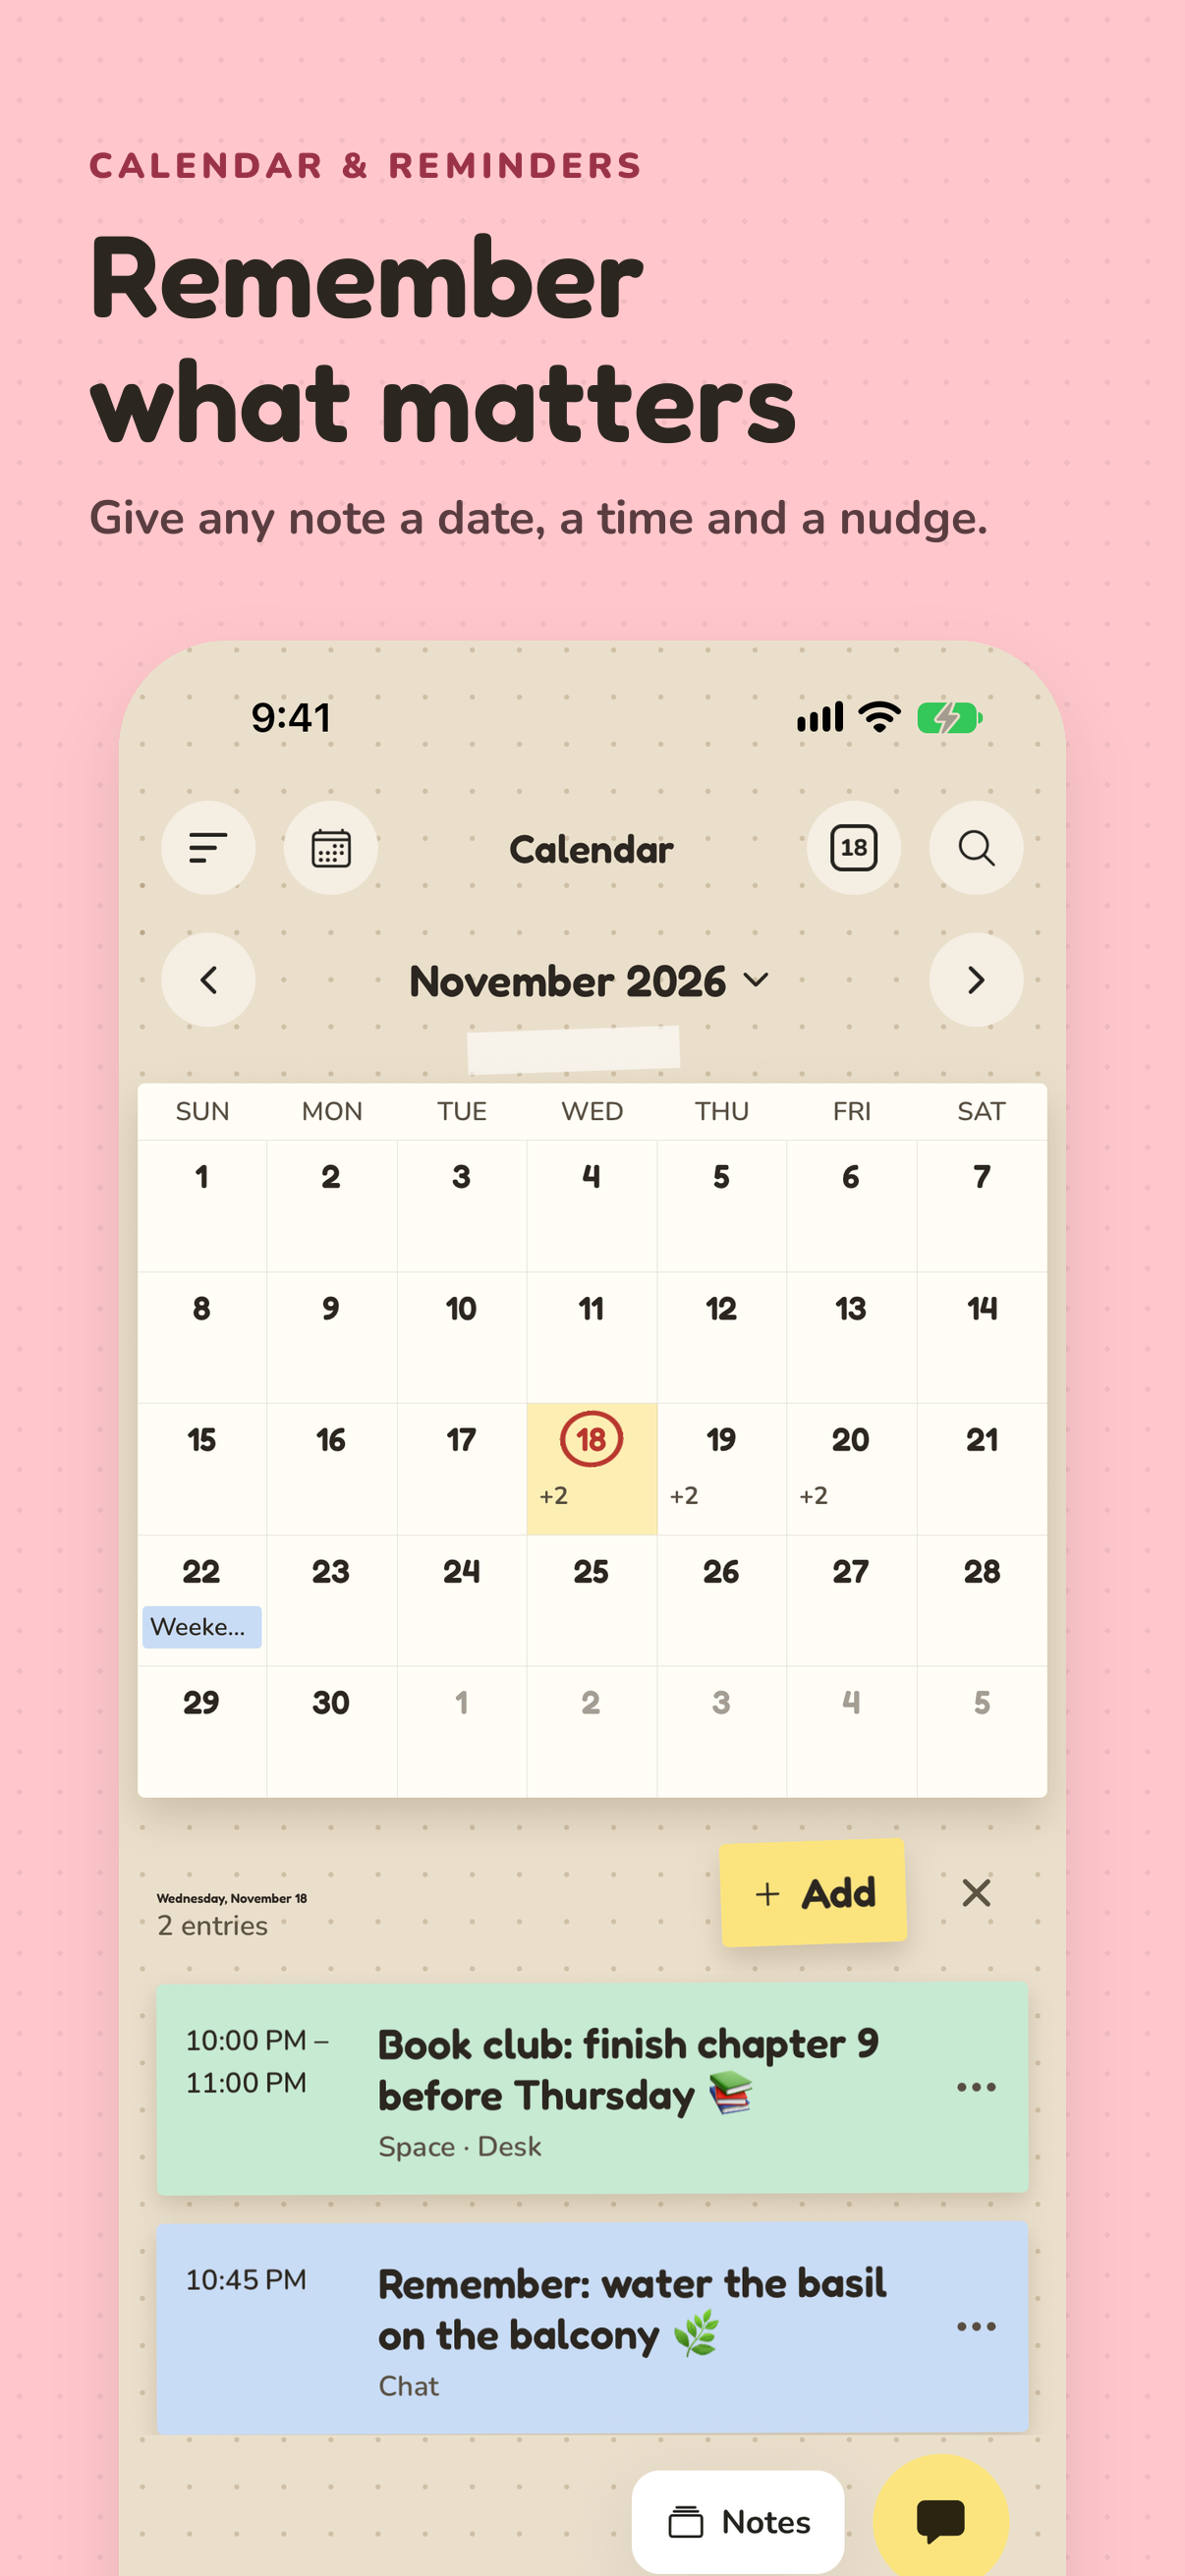 CALENDAR & REMINDERS
Remember
what matters
Give any note a date, a time and a nudge.
9:41
Calendar
18
November 2026
SUN MON TUE WED THU FRI SAT
1 2 3 4 5 6 7
8 9 10 11 12 13 14
15 16 17 18 19 20 21
+2 +2 +2
22 23 24 25 26 27 28
Weeke...
29 30 1 2 3 4 5
Wednesday, November 18
2 entries
+ Add
10:00 PM –
11:00 PM
Book club: finish chapter 9
before Thursday 📚
Space · Desk
10:45 PM
Remember: water the basil
on the balcony 🌿
Chat
Notes